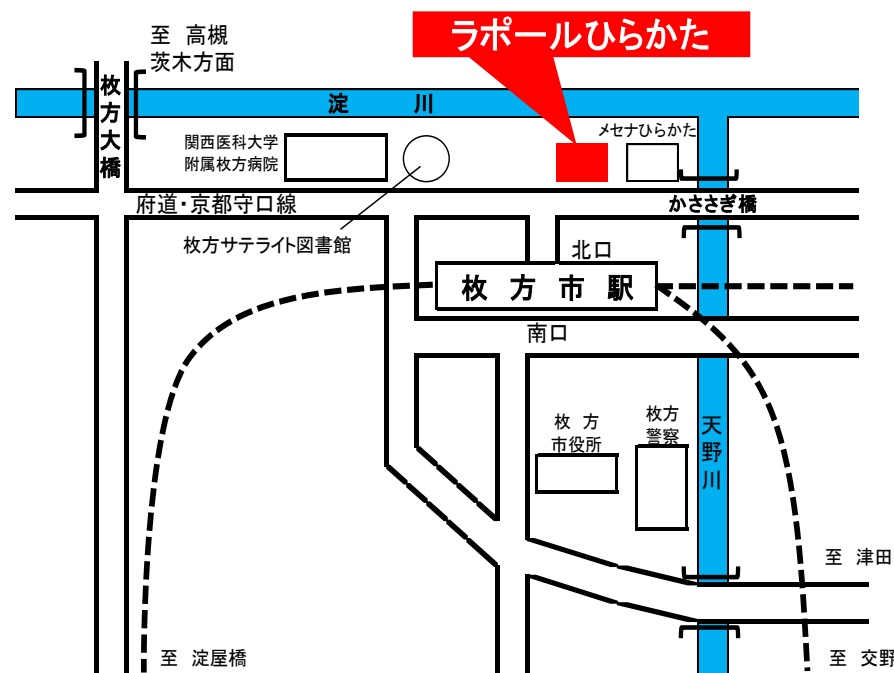 至 高槻
茨木方面
ラポールひらかた
枚方大橋
淀 川
関西医科大学
附属枚方病院
メセナひらかた
府道・京都守口線
かささぎ橋
枚方サテライト図書館
北口
枚 方 市 駅
南口
枚 方
市役所
枚方
警察
天野川
至 津田
至 淀屋橋
至 交野